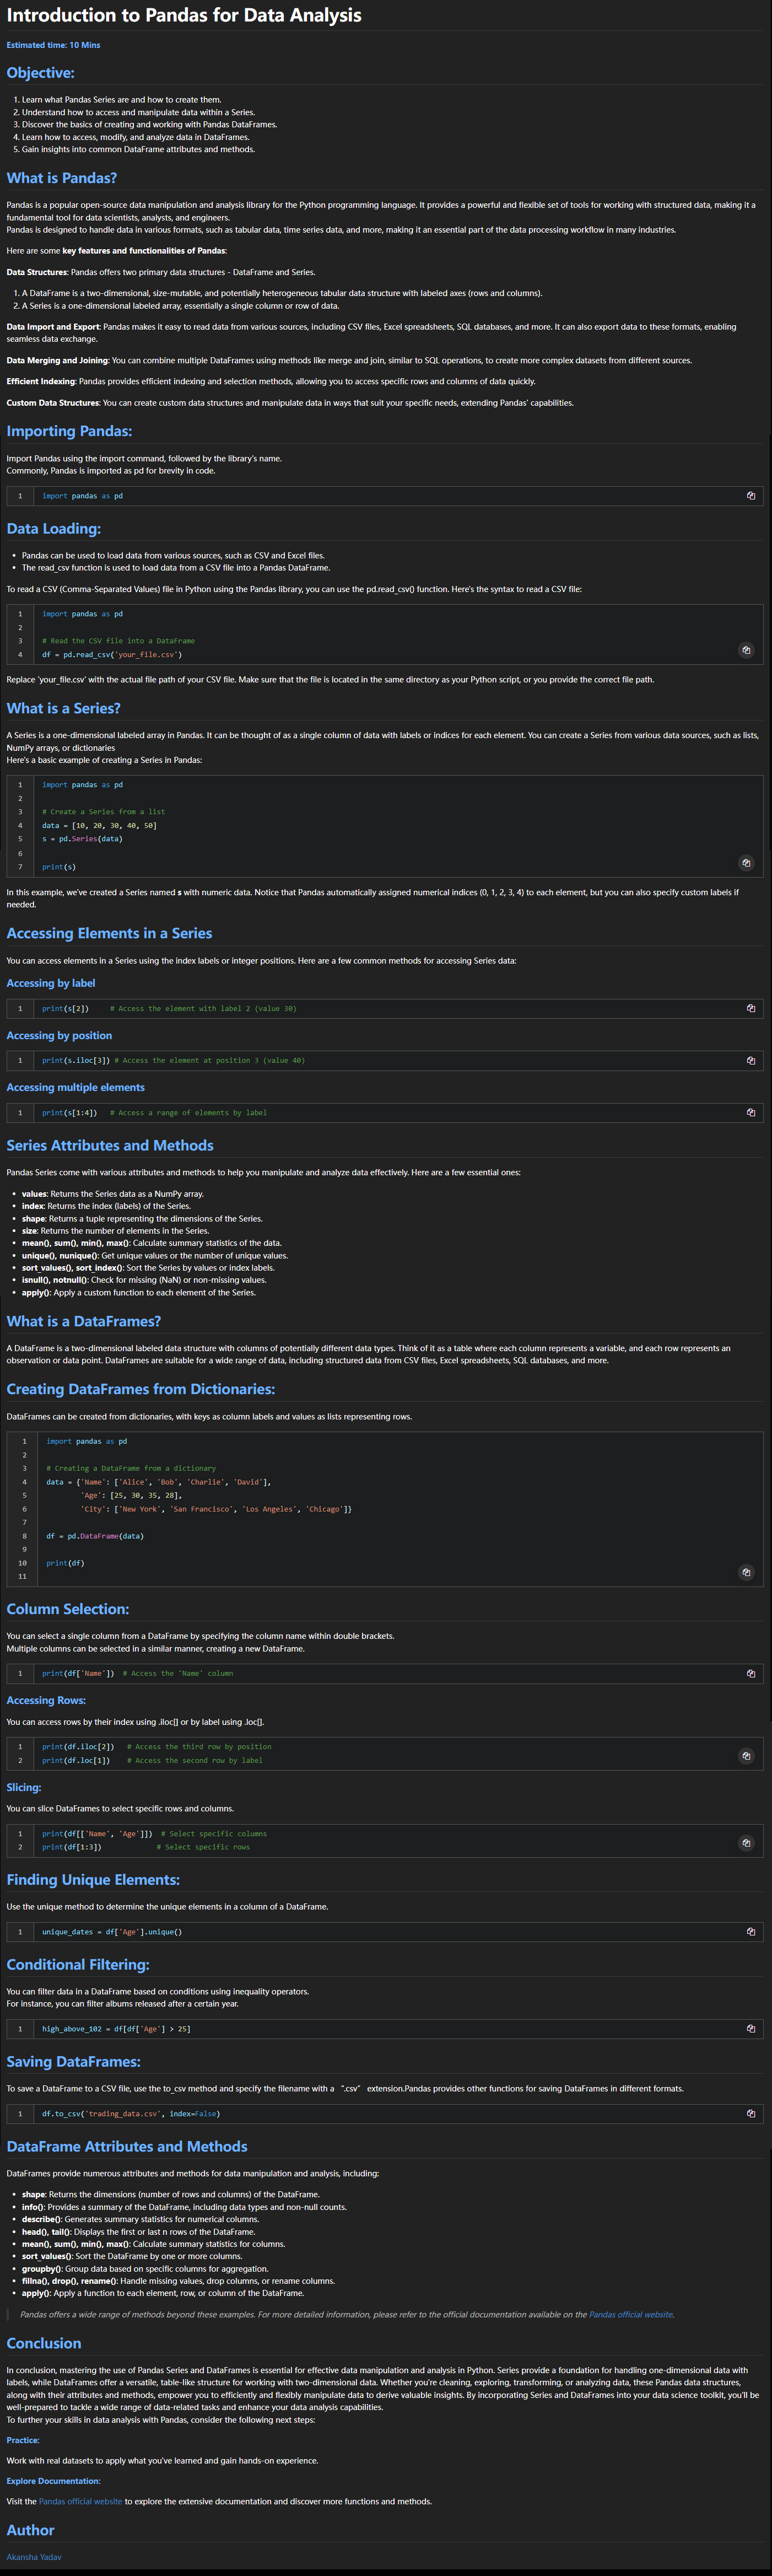 Introduction to Pandas for Data Analysis
Estimated time: 10 Mins
Objective:
1. Learn what Pandas Series are and how to create them.
2. Understand how to access and manipulate data within a Series.
3. Discover the basics of creating and working with Pandas DataFrames.
4. Learn how to access, modify, and analyze data in DataFrames.
5. Gain insights into common DataFrame attributes and methods.
What is Pandas?
Pandas is a popular open-source data manipulation and analysis library for the Python programming language. It provides a powerful and flexible set of tools for working with structured data, making it a
fundamental tool for data scientists, analysts, and engineers.
Pandas is designed to handle data in various formats, such as tabular data, time series data, and more, making it an essential part of the data processing workflow in many industries.
Here are some key features and functionalities of Pandas:
Data Structures: Pandas offers two primary data structures - DataFrame and Series.
1. A DataFrame is a two-dimensional, size-mutable, and potentially heterogeneous tabular data structure with labeled axes (rows and columns).
2. A Series is a one-dimensional labeled array, essentially a single column or row of data.
Data Import and Export: Pandas makes it easy to read data from various sources, including CSV files, Excel spreadsheets, SQL databases, and more. It can also export data to these formats, enabling
seamless data exchange.
Data Merging and Joining: You can combine multiple DataFrames using methods like merge and join, similar to SQL operations, to create more complex datasets from different sources.
Efficient Indexing: Pandas provides efficient indexing and selection methods, allowing you to access specific rows and columns of data quickly.
Custom Data Structures: You can create custom data structures and manipulate data in ways that suit your specific needs, extending Pandas' capabilities.
Importing Pandas:
Import Pandas using the import command, followed by the library's name.
Commonly, Pandas is imported as pd for brevity in code.
1 import pandas as pd
Data Loading:
• Pandas can be used to load data from various sources, such as CSV and Excel files.
• The read_csv function is used to load data from a CSV file into a Pandas DataFrame.
To read a CSV (Comma-Separated Values) file in Python using the Pandas library, you can use the pd.read_csv() function. Here's the syntax to read a CSV file:
1 import pandas as pd
2
3 # Read the CSV file into a DataFrame
4 df = pd.read_csv('your_file.csv')
Replace 'your_file.csv' with the actual file path of your CSV file. Make sure that the file is located in the same directory as your Python script, or you provide the correct file path.
What is a Series?
A Series is a one-dimensional labeled array in Pandas. It can be thought of as a single column of data with labels or indices for each element. You can create a Series from various data sources, such as lists,
NumPy arrays, or dictionaries
Here's a basic example of creating a Series in Pandas:
1 import pandas as pd
2
3 # Create a Series from a list
4 data = [10, 20, 30, 40, 50]
5 s = pd.Series(data)
6
7 print(s)
In this example, we've created a Series named s with numeric data. Notice that Pandas automatically assigned numerical indices (0, 1, 2, 3, 4) to each element, but you can also specify custom labels if
needed.
Accessing Elements in a Series
You can access elements in a Series using the index labels or integer positions. Here are a few common methods for accessing Series data:
Accessing by label
1 print(s[2])     # Access the element with label 2 (value 30)
Accessing by position
1 print(s.iloc[3]) # Access the element at position 3 (value 40)
Accessing multiple elements
1 print(s[1:4])   # Access a range of elements by label
Series Attributes and Methods
Pandas Series come with various attributes and methods to help you manipulate and analyze data effectively. Here are a few essential ones:
• values: Returns the Series data as a NumPy array.
• index: Returns the index (labels) of the Series.
• shape: Returns a tuple representing the dimensions of the Series.
• size: Returns the number of elements in the Series.
• mean(), sum(), min(), max(): Calculate summary statistics of the data.
• unique(), nunique(): Get unique values or the number of unique values.
• sort_values(), sort_index(): Sort the Series by values or index labels.
• isnull(), notnull(): Check for missing (NaN) or non-missing values.
• apply(): Apply a custom function to each element of the Series.
What is a DataFrames?
A DataFrame is a two-dimensional labeled data structure with columns of potentially different data types. Think of it as a table where each column represents a variable, and each row represents an
observation or data point. DataFrames are suitable for a wide range of data, including structured data from CSV files, Excel spreadsheets, SQL databases, and more.
Creating DataFrames from Dictionaries:
DataFrames can be created from dictionaries, with keys as column labels and values as lists representing rows.
1 import pandas as pd
2
3 # Creating a DataFrame from a dictionary
4 data = {'Name': ['Alice', 'Bob', 'Charlie', 'David'],
5         'Age': [25, 30, 35, 28],
6         'City': ['New York', 'San Francisco', 'Los Angeles', 'Chicago']}
7
8 df = pd.DataFrame(data)
9
10 print(df)
11
Column Selection:
You can select a single column from a DataFrame by specifying the column name within double brackets.
Multiple columns can be selected in a similar manner, creating a new DataFrame.
1 print(df['Name'])  # Access the 'Name' column
Accessing Rows:
You can access rows by their index using .iloc[] or by label using .loc[].
1 print(df.iloc[2])   # Access the third row by position
2 print(df.loc[1])    # Access the second row by label
Slicing:
You can slice DataFrames to select specific rows and columns.
1 print(df[['Name', 'Age']])  # Select specific columns
2 print(df[1:3])             # Select specific rows
Finding Unique Elements:
Use the unique method to determine the unique elements in a column of a DataFrame.
1 unique_dates = df['Age'].unique()
Conditional Filtering:
You can filter data in a DataFrame based on conditions using inequality operators.
For instance, you can filter albums released after a certain year.
1 high_above_102 = df[df['Age'] > 25]
Saving DataFrames:
To save a DataFrame to a CSV file, use the to_csv method and specify the filename with a “.csv” extension.Pandas provides other functions for saving DataFrames in different formats.
1 df.to_csv('trading_data.csv', index=False)
DataFrame Attributes and Methods
DataFrames provide numerous attributes and methods for data manipulation and analysis, including:
• shape: Returns the dimensions (number of rows and columns) of the DataFrame.
• info(): Provides a summary of the DataFrame, including data types and non-null counts.
• describe(): Generates summary statistics for numerical columns.
• head(), tail(): Displays the first or last n rows of the DataFrame.
• mean(), sum(), min(), max(): Calculate summary statistics for columns.
• sort_values(): Sort the DataFrame by one or more columns.
• groupby(): Group data based on specific columns for aggregation.
• fillna(), drop(), rename(): Handle missing values, drop columns, or rename columns.
• apply(): Apply a function to each element, row, or column of the DataFrame.
Pandas offers a wide range of methods beyond these examples. For more detailed information, please refer to the official documentation available on the Pandas official website.
Conclusion
In conclusion, mastering the use of Pandas Series and DataFrames is essential for effective data manipulation and analysis in Python. Series provide a foundation for handling one-dimensional data with
labels, while DataFrames offer a versatile, table-like structure for working with two-dimensional data. Whether you're cleaning, exploring, transforming, or analyzing data, these Pandas data structures,
along with their attributes and methods, empower you to efficiently and flexibly manipulate data to derive valuable insights. By incorporating Series and DataFrames into your data science toolkit, you'll be
well-prepared to tackle a wide range of data-related tasks and enhance your data analysis capabilities.
To further your skills in data analysis with Pandas, consider the following next steps:
Practice:
Work with real datasets to apply what you've learned and gain hands-on experience.
Explore Documentation:
Visit the Pandas official website to explore the extensive documentation and discover more functions and methods.
Author
Akansha Yadav